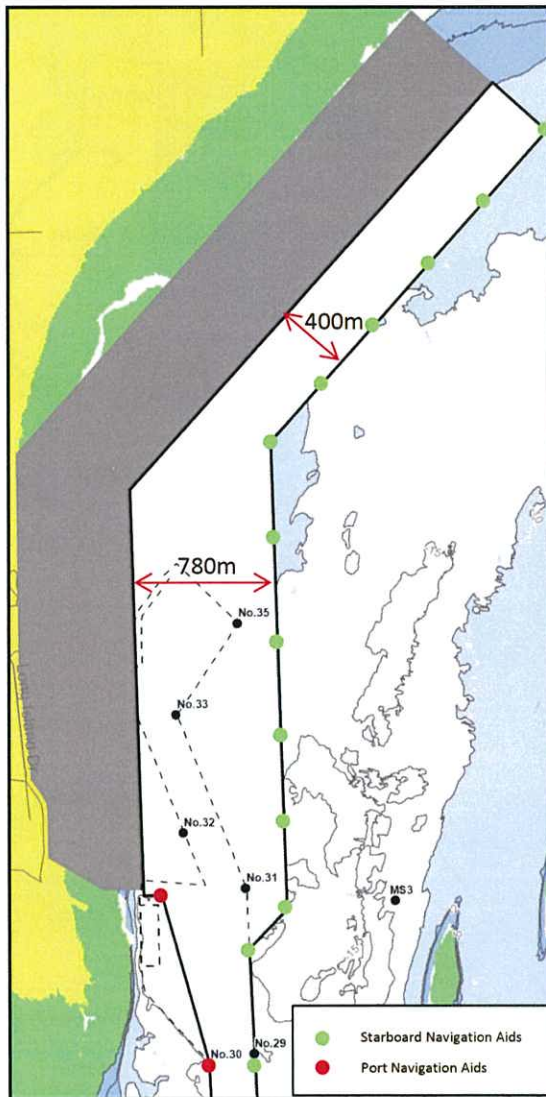 400m
780m
No.35
No.33
No.32
No.31
MS3
No.30
No.29
Starboard Navigation Aids
Port Navigation Aids